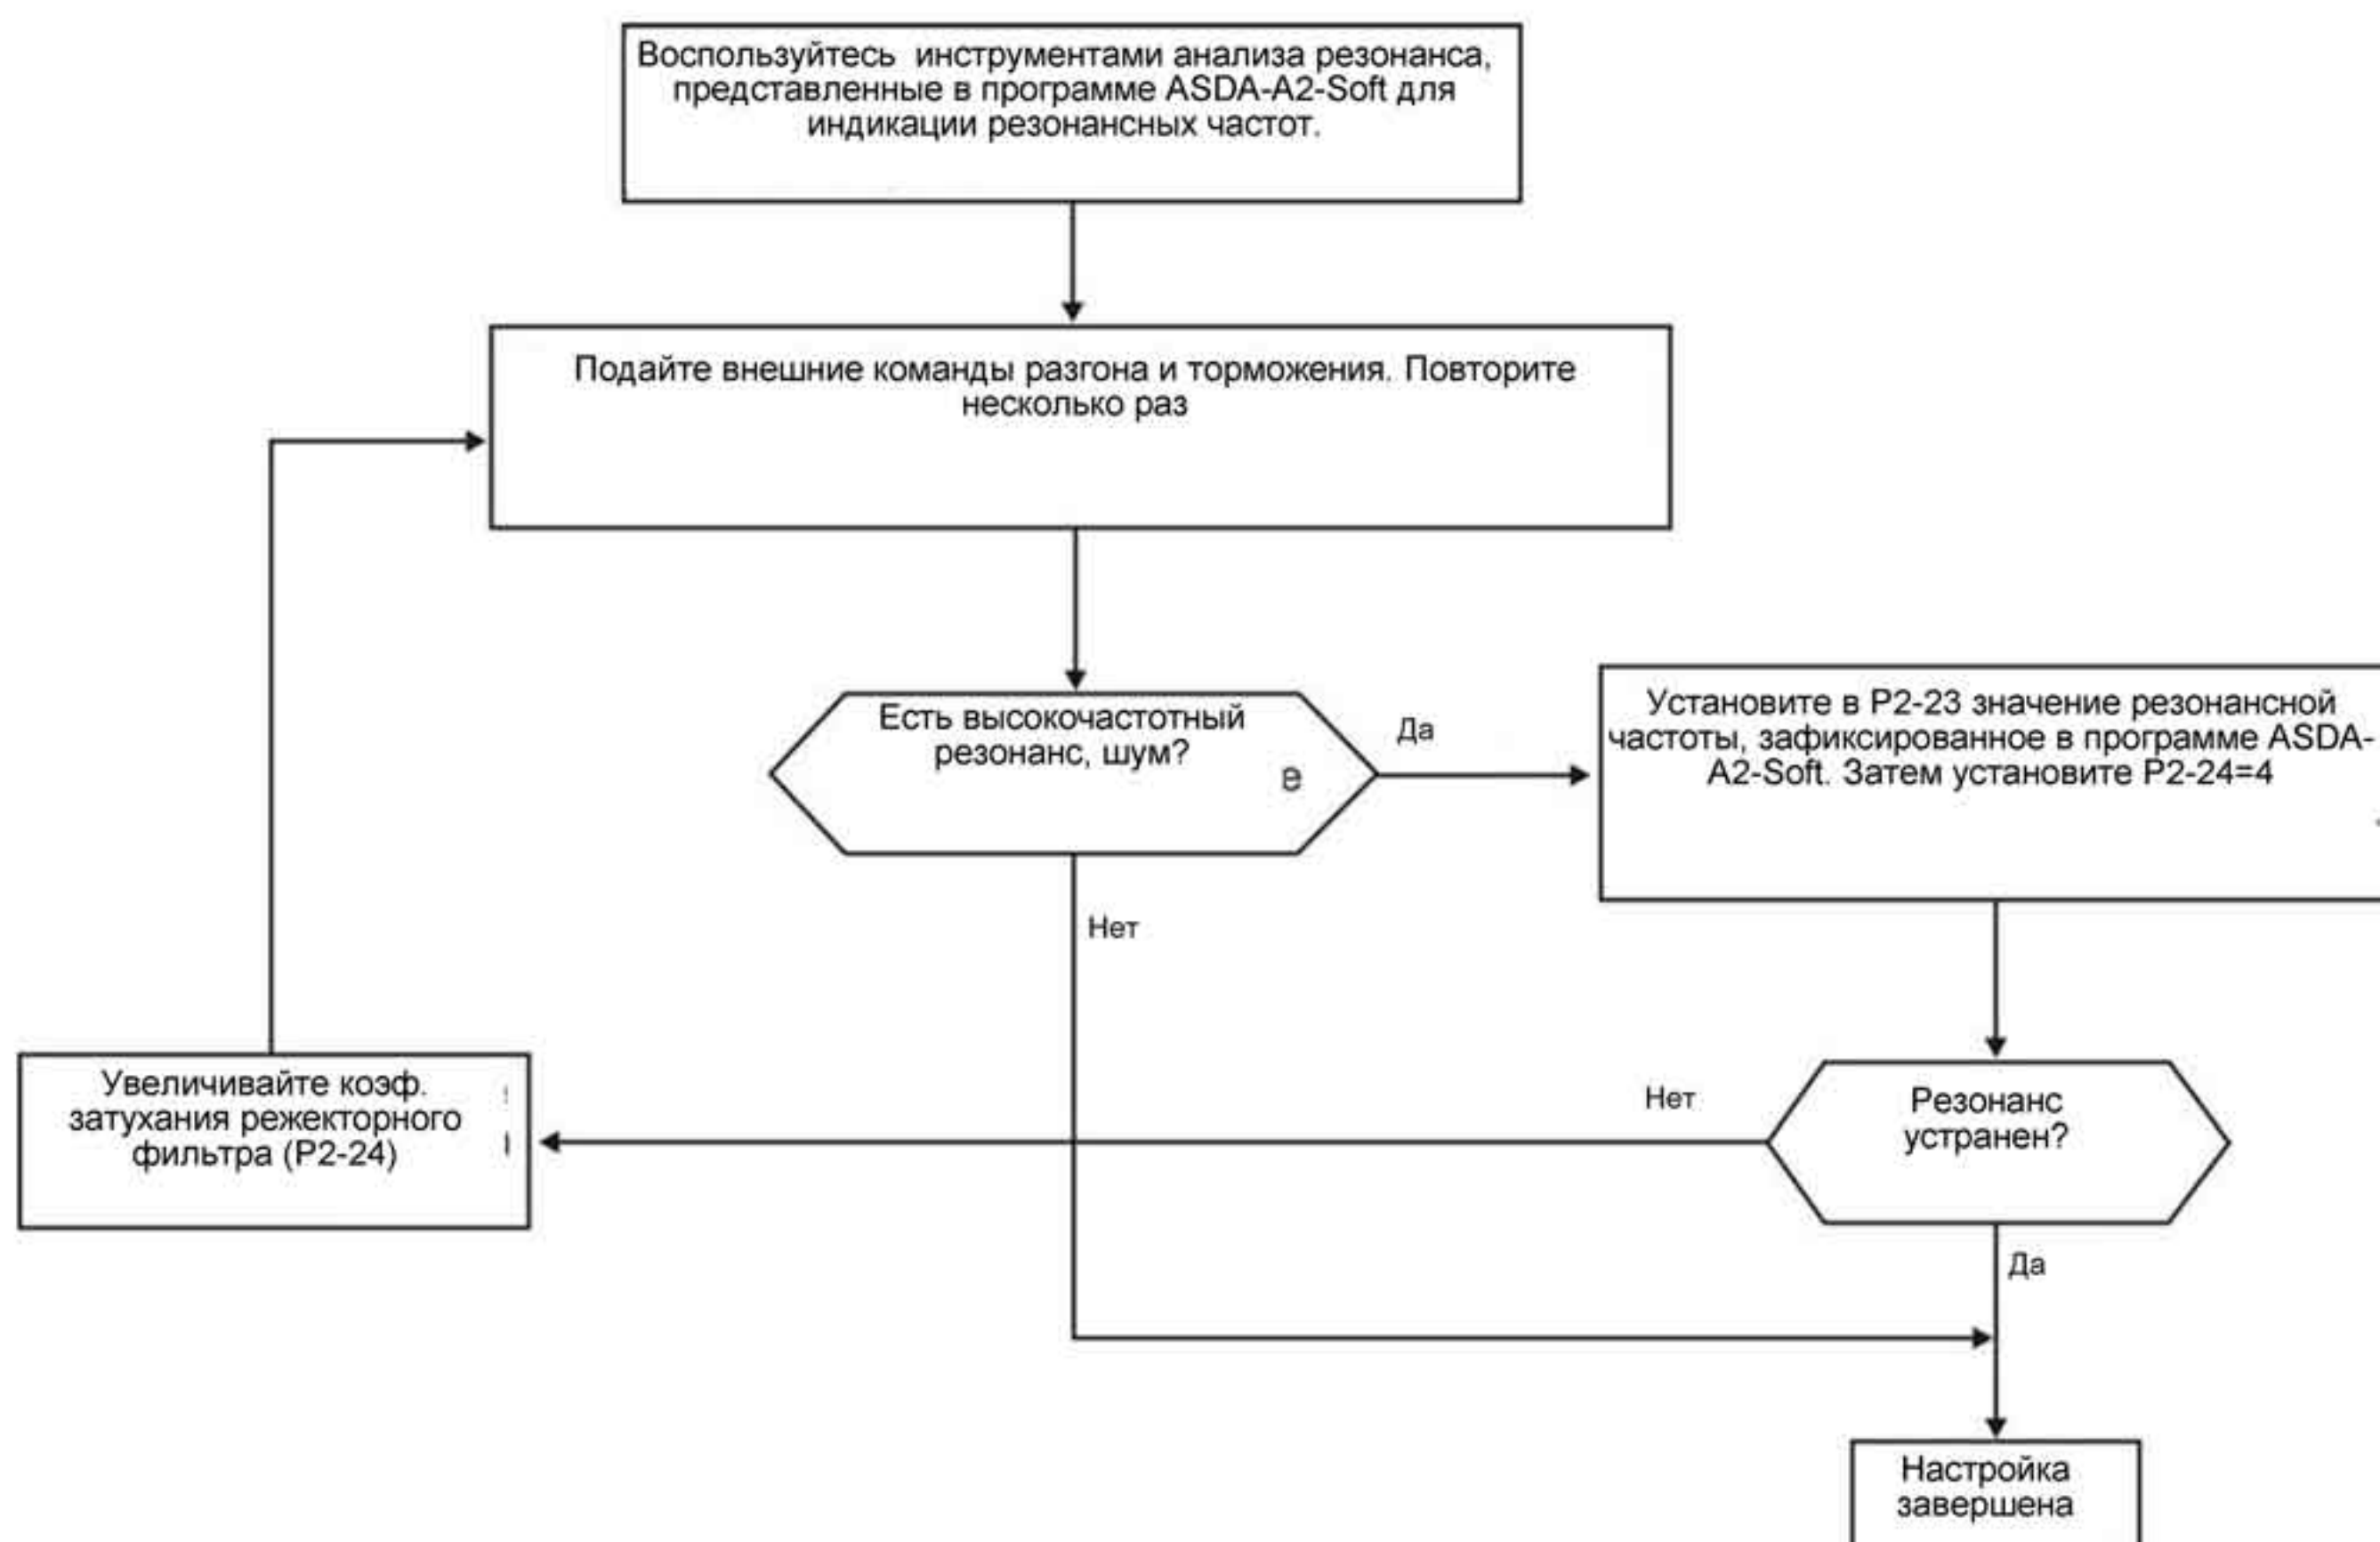 Воспользуйтесь инструментами анализа резонанса,
представленные в программе ASDA-A2-Soft для
индикации резонансных частот.
Подайте внешние команды разгона и торможения. Повторите
несколько раз
Есть высокочастотный
резонанс, шум?
е
Да
Установите в P2-23 значение резонансной
частоты, зафиксированное в программе ASDA-
A2-Soft. Затем установите P2-24=4
Нет
Увеличивайте коэф.
затухания режекторного
фильтра (P2-24)
Нет
Резонанс
устранен?
Да
Настройка
завершена